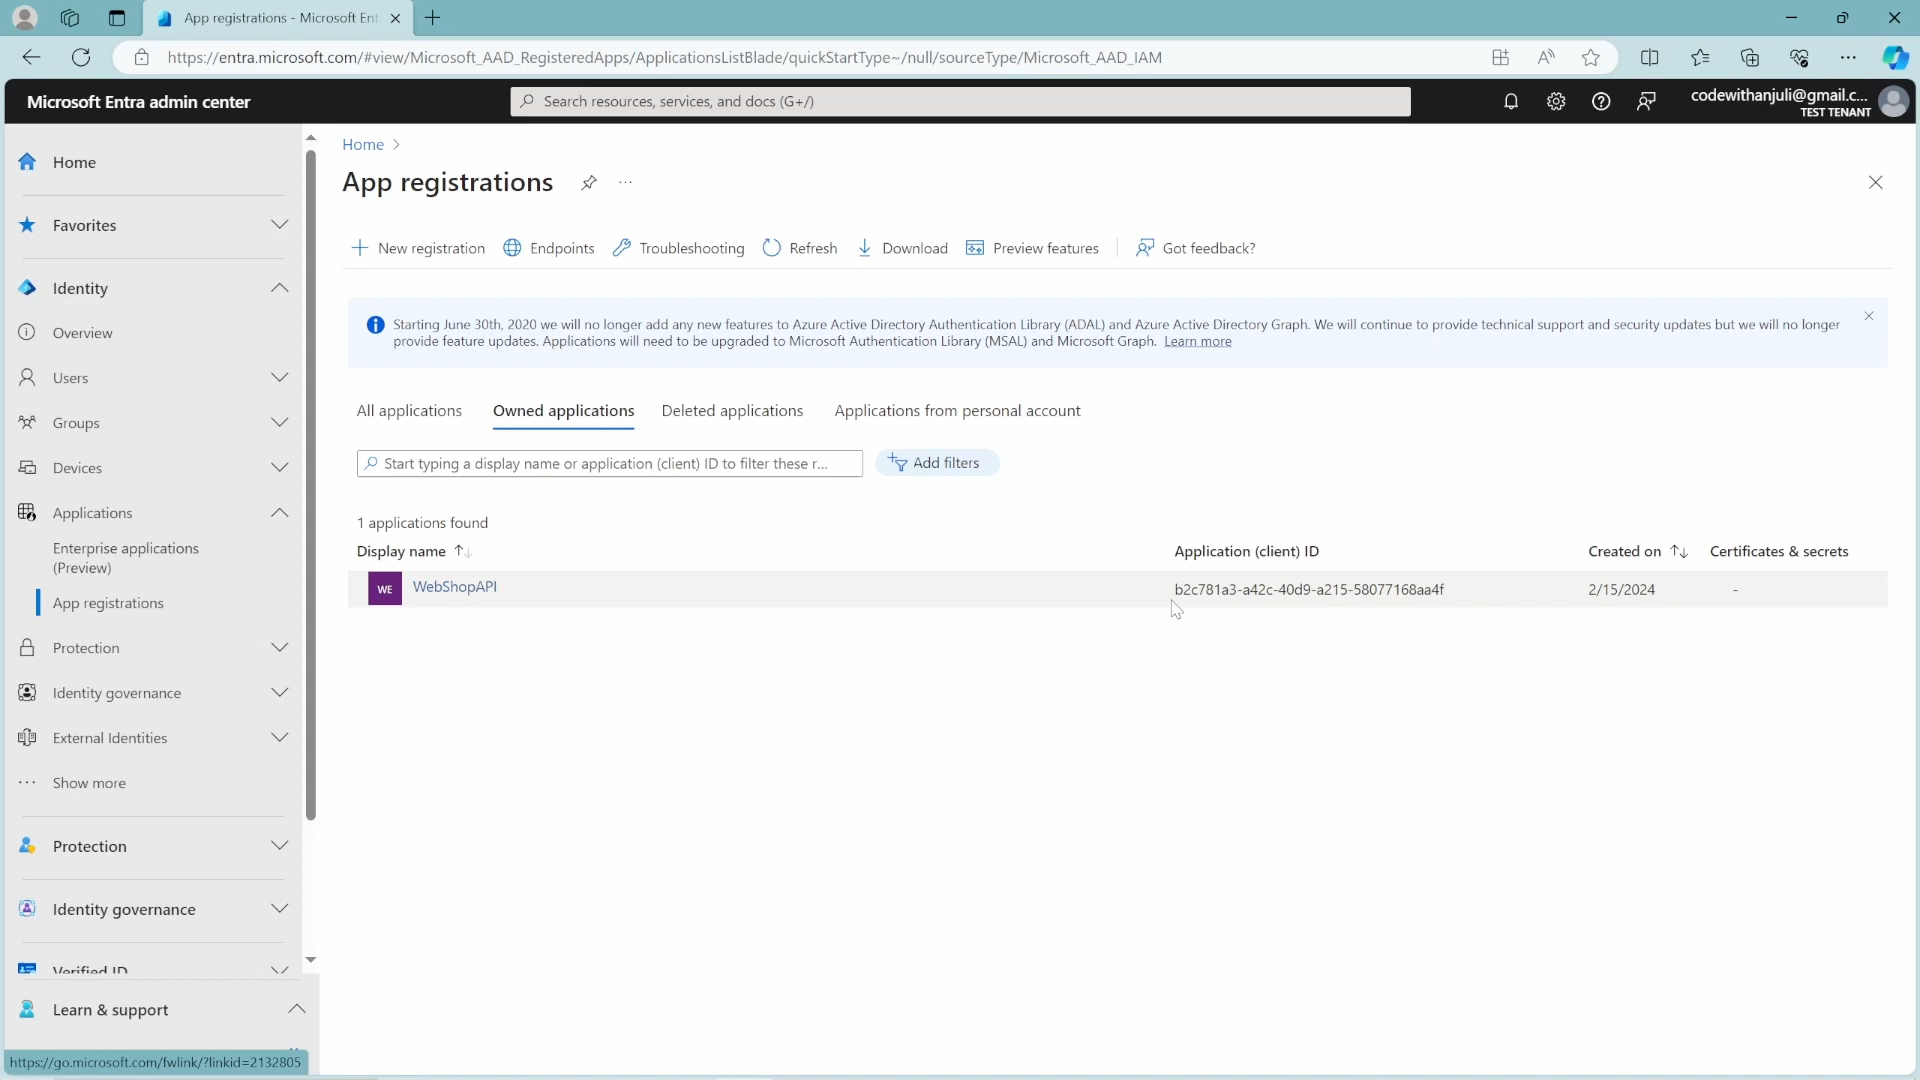 App registrations - Microsoft Ent
https://entra.microsoft.com/#view/Microsoft_AAD_RegisteredApps/ApplicationsListBlade/quickStartType~/null/sourceType/Microsoft_AAD_IAM
Microsoft Entra admin center
Search resources, services, and docs (G+/)
codewithanjuli@gmail.c...
TEST TENANT
Home
Favorites
Identity
Overview
Users
Groups
Devices
Applications
Enterprise applications
(Preview)
App registrations
Protection
Identity governance
External Identities
Show more
Protection
Identity governance
Verified ID
Learn & support
https://go.microsoft.com/fwlink/?linkid=2132805
Home >
App registrations
New registration
Endpoints
Troubleshooting
Refresh
Download
Preview features
Got feedback?
Starting June 30th, 2020 we will no longer add any new features to Azure Active Directory Authentication Library (ADAL) and Azure Active Directory Graph. We will continue to provide technical support and security updates but we will no longer
provide feature updates. Applications will need to be upgraded to Microsoft Authentication Library (MSAL) and Microsoft Graph. Learn more
All applications
Owned applications
Deleted applications
Applications from personal account
Start typing a display name or application (client) ID to filter these r...
Add filters
1 applications found
Display name
Application (client) ID
Created on
Certificates & secrets
WE
WebShopAPI
b2c781a3-a42c-40d9-a215-58077168aa4f
2/15/2024
-